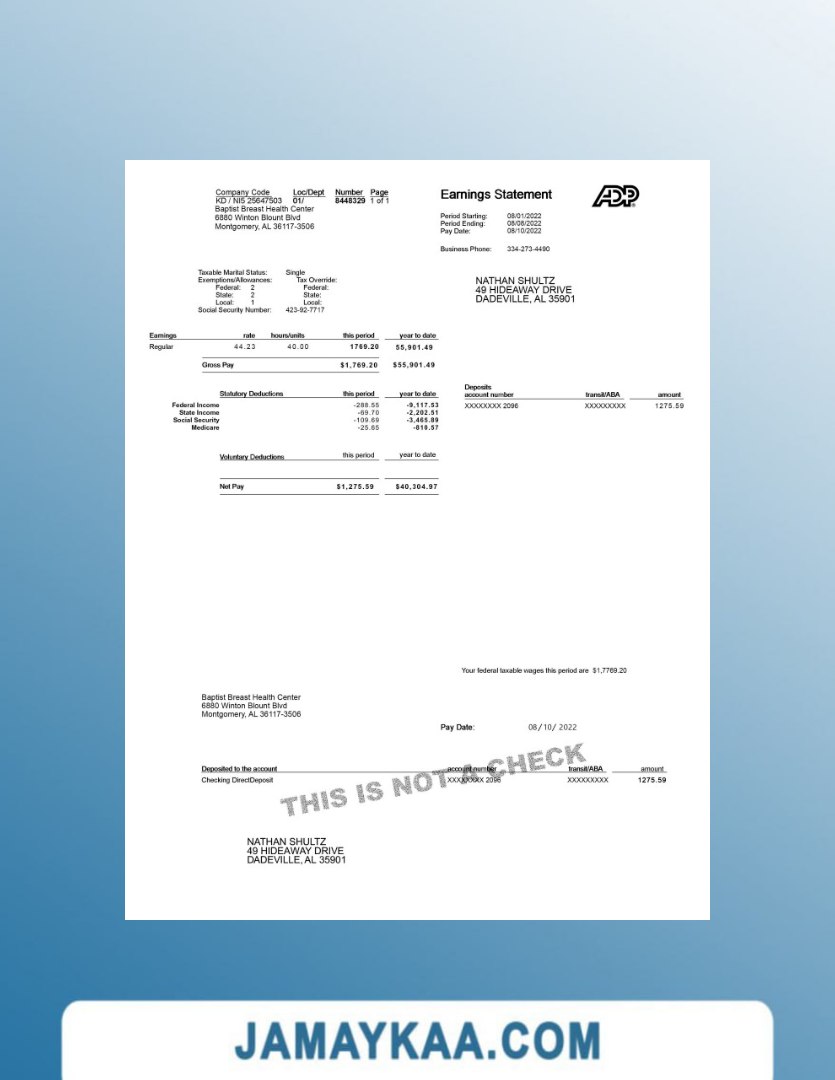 Company Code Loc/Dept Number Page
KD / NI5 25647503 01/ 8448329 1 of 1
Baptist Breast Health Center
6880 Winton Blount Blvd
Montgomery, AL 36117-3506
Earnings Statement ADP
Period Starting: 08/01/2022
Period Ending: 08/08/2022
Pay Date: 08/10/2022
Business Phone: 334-273-4490
Taxable Marital Status: Single
Exemptions/Allowances: Tax Override:
Federal: 2 Federal:
State: 2 State:
Local: 1 Local:
Social Security Number: 423-92-7717
NATHAN SHULTZ
49 HIDEAWAY DRIVE
DADEVILLE, AL 35901
Earnings rate hours/units this period year to date
Regular 44.23 40.00 1769.20 55,901.49
Gross Pay $1,769.20 $55,901.49
Statutory Deductions this period year to date
Federal Income -288.55 -9,117.53
State Income -69.70 -2,202.51
Social Security -109.69 -3,465.89
Medicare -25.65 -810.57
Deposits
account number transit/ABA amount
XXXXXXXX 2096 XXXXXXXXX 1275.59
Voluntary Deductions this period year to date
Net Pay $1,275.59 $40,304.97
Your federal taxable wages this period are $1,7769.20
Baptist Breast Health Center
6880 Winton Blount Blvd
Montgomery, AL 36117-3506
Pay Date: 08/10/ 2022
Deposited to the account account number transit/ABA amount
Checking DirectDeposit XXXXXXXX 2096 XXXXXXXXX 1275.59
THIS IS NOT A CHECK
NATHAN SHULTZ
49 HIDEAWAY DRIVE
DADEVILLE, AL 35901
JAMAYKAA.COM